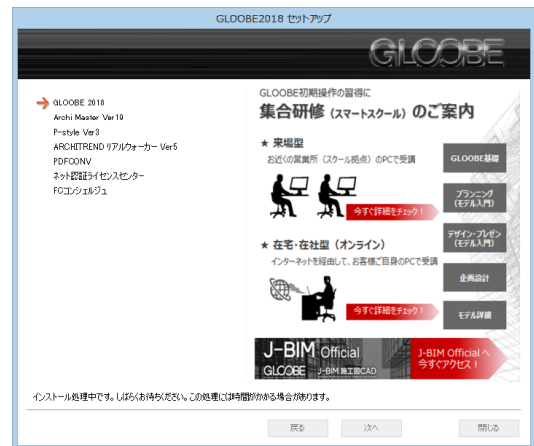 GLOOBE2018 セットアップ
GLOOBE
GLOOBE 2018
Archi Master Ver19
P-style Ver3
ARCHITREND リアルウォーカー Ver5
PDFCONV
ネット認証ライセンスセンター
FCコンシェルジュ
GLOOBE初期操作の習得に
集合研修 (スマートスクール) のご案内
★ 来場型
お近くの営業所（スクール拠点）のPCで受講
今すぐ詳細をチェック！
★ 在宅・在社型（オンライン）
インターネットを経由して、お客様ご自身のPCで受講
今すぐ詳細をチェック！
GLOOBE基礎
プランニング
(モデル入門)
デザイン・プレゼン
(モデル入門)
企画設計
モデル詳細
J-BIM Official
GLOOBE J-BIM施工図CAD
J-BIM Official へ
今すぐアクセス！
インストール処理中です。しばらくお待ちください。この処理には時間がかかる場合があります。
戻る
次へ
閉じる